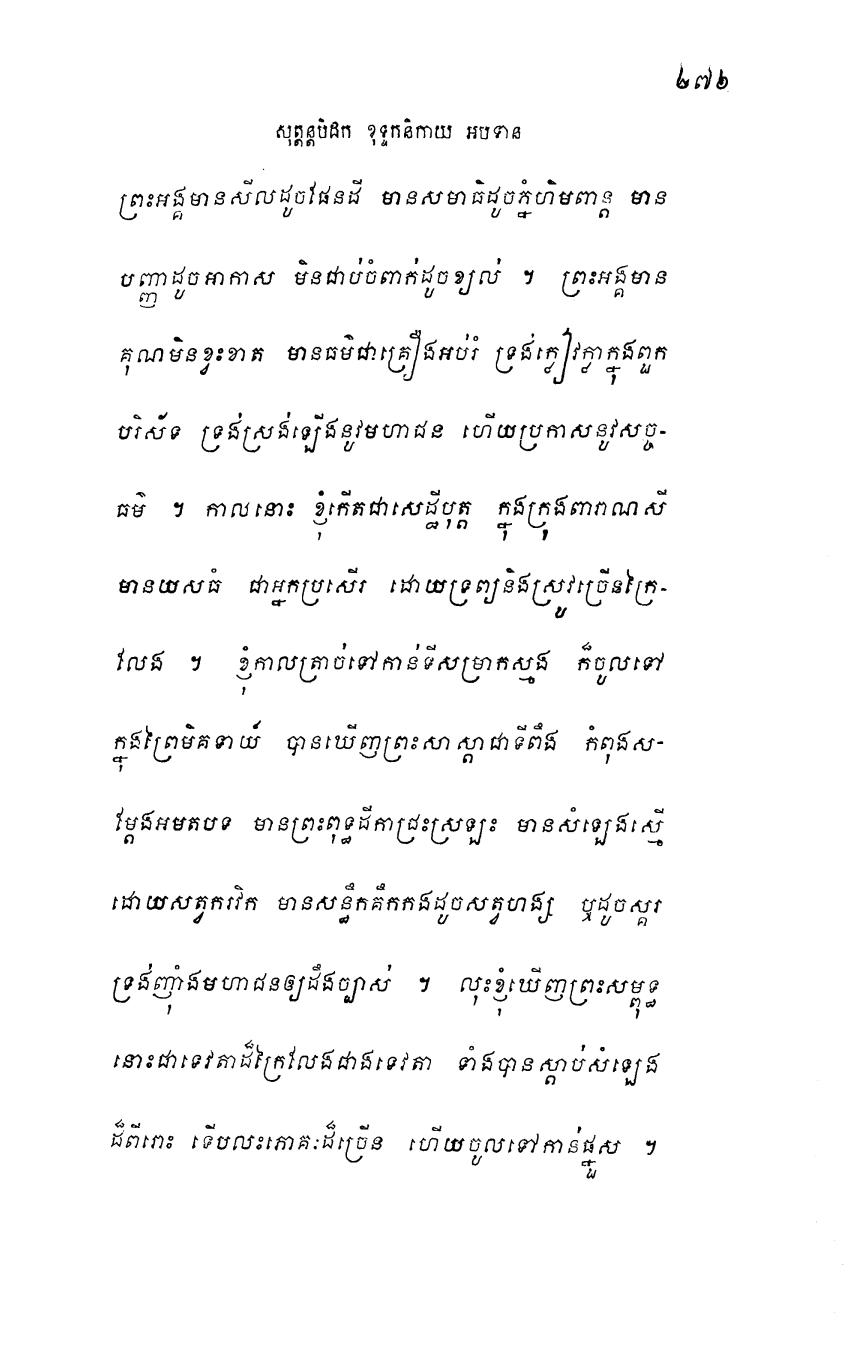 ២៧២
សុត្តន្តបិដក ខុទ្ទកនិកាយ អបទាន
ព្រះអង្គមានសីលដូចផែនដី មានសមាធិដូចភ្នំហិមពាន្ត មាន
បញ្ញាដូចអាកាស មិនជាប់ចំពាក់ដូចខ្យល់ ។ ព្រះអង្គមាន
គុណមិនខ្វះខាត មានធម៌ជាគ្រឿងអប់រំ ទ្រង់ក្លៀវក្លាក្នុងពួក
បរិស័ទ ទ្រង់ស្រង់ឡើងនូវមហាជន ហើយប្រកាសនូវសច្ច-
ធម៌ ។ កាលនោះ ខ្ញុំកើតជាសេដ្ឋីបុត្ត ក្នុងក្រុងពារាណសី
មានយសធំ ជាអ្នកប្រសើរ ដោយទ្រព្យនិងស្រូវច្រើនក្រៃ-
លែង ។ ខ្ញុំកាលត្រាច់ទៅកាន់ទីសម្រាកស្មង ក៏ចូលទៅ
ក្នុងព្រៃមិគទាយ៍ បានឃើញព្រះសាស្តាជាទីពឹង កំពុងស-
ម្តែងអមតបទ មានព្រះពុទ្ធដីកាជ្រះស្រឡះ មានសំឡេងស្មើ
ដោយសត្វករវិក មានសន្ធឹកគឹកកងដូចសត្វហង្ស ឬដូចស្គរ
ទ្រង់ញ៉ាំងមហាជនឲ្យដឹងច្បាស់ ។ លុះខ្ញុំឃើញព្រះសម្ពុទ្ធ
នោះជាទេវតាដ៏ក្រៃលែងជាងទេវតា ទាំងបានស្តាប់សំឡេង
ដ៏ពីរោះ ទើបលះភោគៈដ៏ច្រើន ហើយចូលទៅកាន់ផ្នួស ។